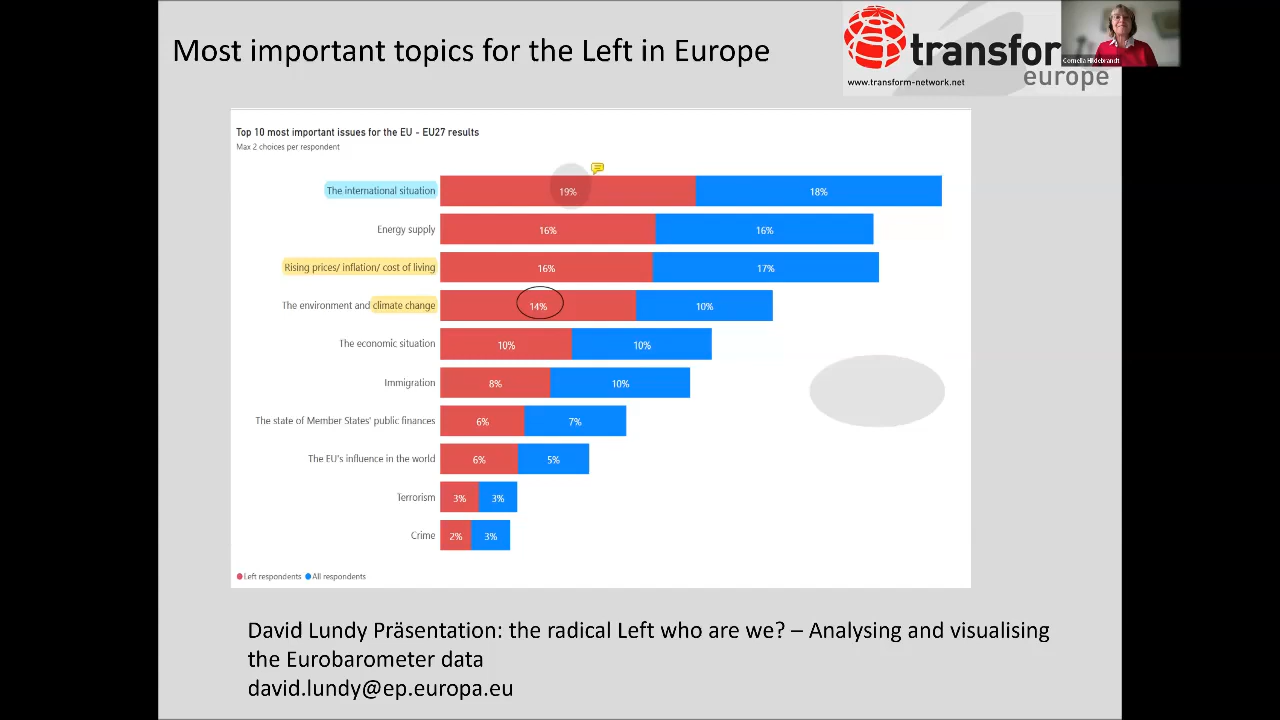 Most important topics for the Left in Europe
transfor
europe
www.transform-network.net
Cornelia Hildebrandt
Top 10 most important issues for the EU - EU27 results
Max 2 choices per respondent
The international situation 19% 18%
Energy supply 16% 16%
Rising prices/ inflation/ cost of living 16% 17%
The environment and climate change 14% 10%
The economic situation 10% 10%
Immigration 8% 10%
The state of Member States' public finances 6% 7%
The EU's influence in the world 6% 5%
Terrorism 3% 3%
Crime 2% 3%
Left respondents All respondents
David Lundy Präsentation: the radical Left who are we? – Analysing and visualising
the Eurobarometer data
david.lundy@ep.europa.eu